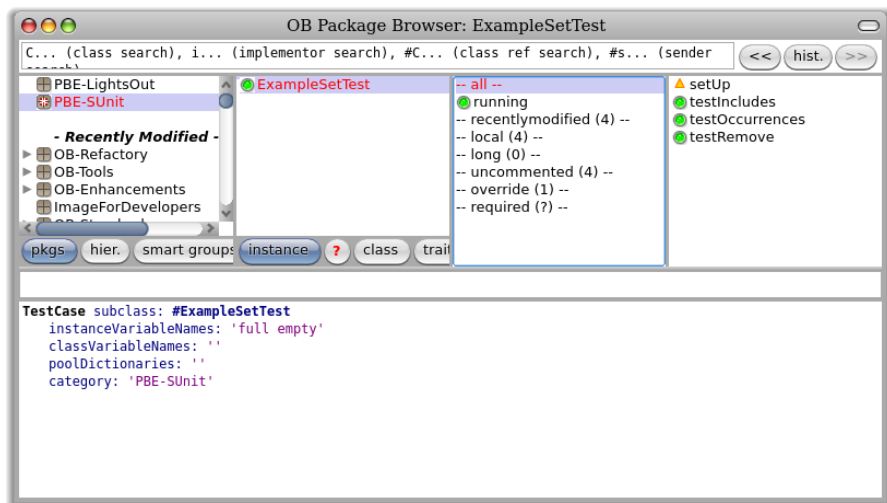 OB Package Browser: ExampleSetTest
C... (class search), i... (implementor search), #C... (class ref search), #s... (sender
<<
hist.
>>
PBE-LightsOut
PBE-SUnit
- Recently Modified -
OB-Refactory
OB-Tools
OB-Enhancements
ImageForDevelopers
ExampleSetTest
-- all --
running
-- recentlymodified (4) --
-- local (4) --
-- long (0) --
-- uncommented (4) --
-- override (1) --
-- required (?) --
setUp
testIncludes
testOccurrences
testRemove
pkgs
hier.
smart groups
instance
?
class
trait
TestCase subclass: #ExampleSetTest
instanceVariableNames: 'full empty'
classVariableNames: ''
poolDictionaries: ''
category: 'PBE-SUnit'